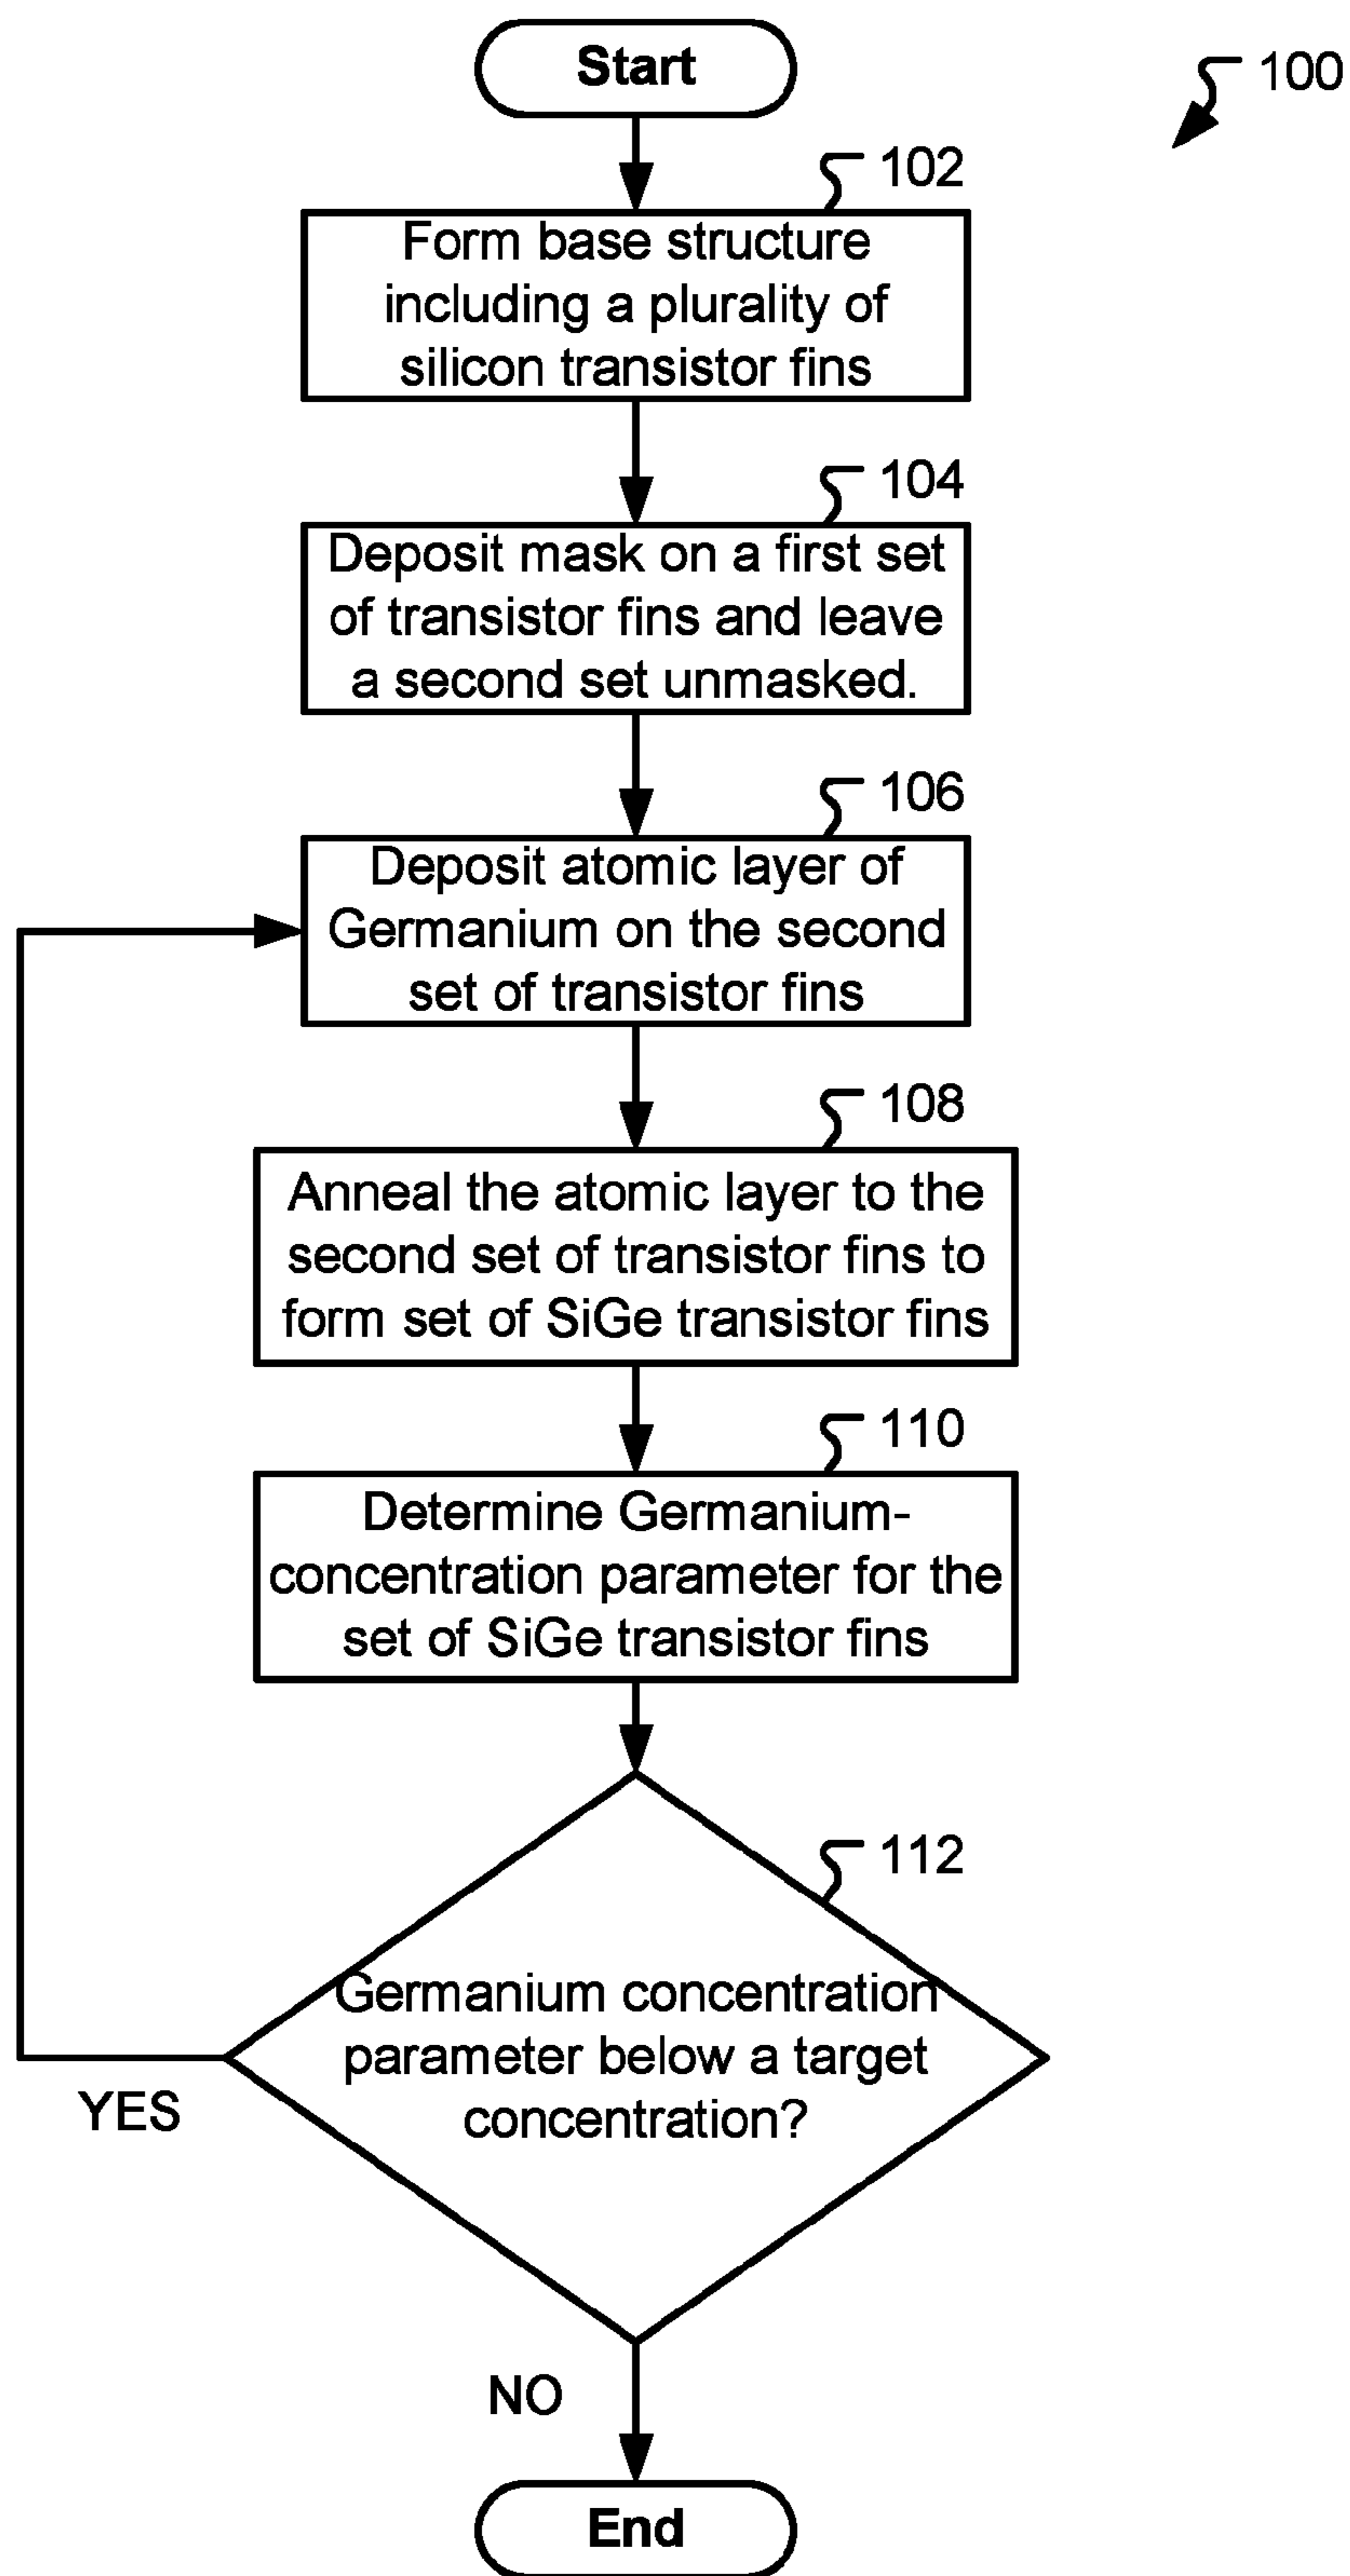 Start
100
102
Form base structure
including a plurality of
silicon transistor fins
104
Deposit mask on a first set
of transistor fins and leave
a second set unmasked.
106
Deposit atomic layer of
Germanium on the second
set of transistor fins
108
Anneal the atomic layer to the
second set of transistor fins to
form set of SiGe transistor fins
110
Determine Germanium-
concentration parameter for the
set of SiGe transistor fins
112
Germanium concentration
parameter below a target
concentration?
YES
NO
End